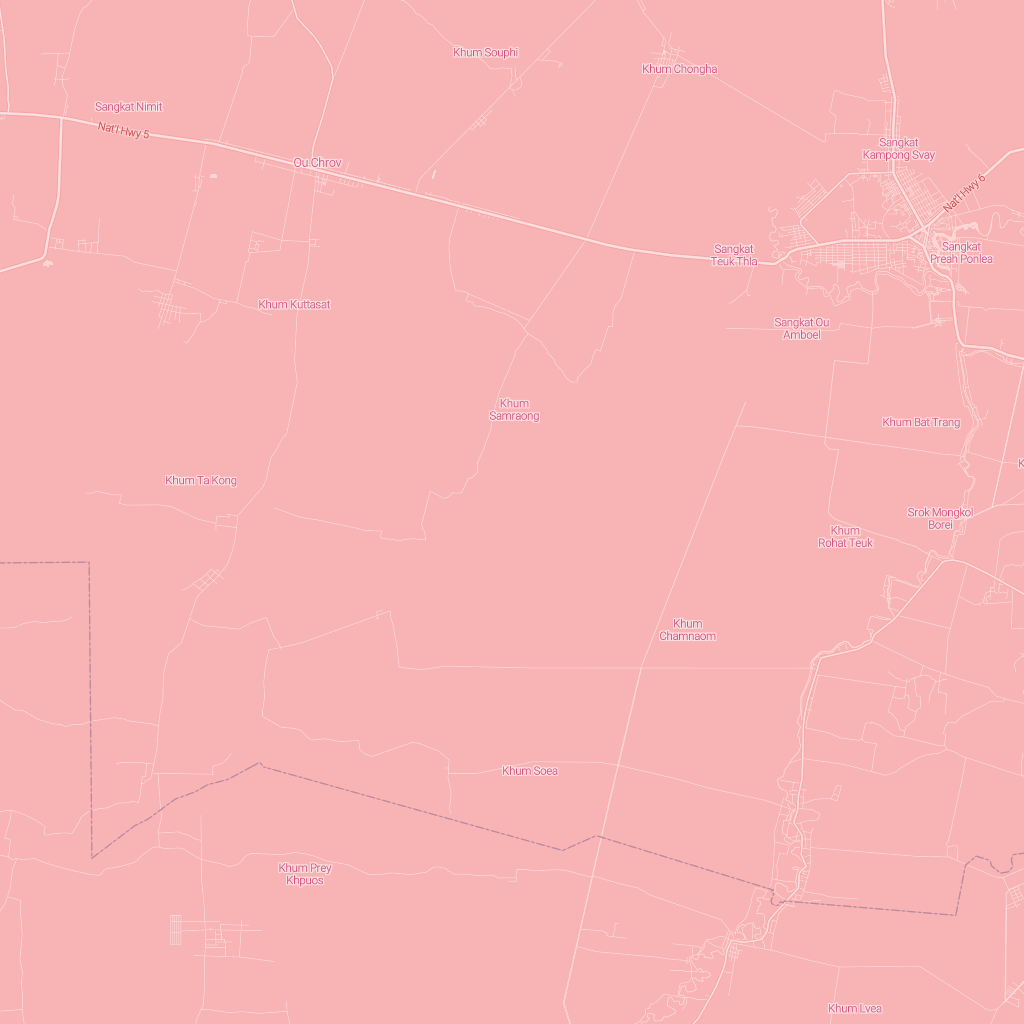 Khum Souphi
Khum Chongha
Sangkat Nimit
Nat'l Hwy 5
Sangkat
Kampong Svay
Ou Chrov
Nat'l Hwy 6
Sangkat
Teuk Thla
Sangkat
Preah Ponlea
Khum Kuttasat
Sangkat Ou
Amboel
Khum
Samraong
Khum Bat Trang
K
Khum Ta Kong
Srok Mongkol
Borei
Khum
Rohat Teuk
Khum
Chamnaom
Khum Soea
Khum Prey
Khpuos
Khum Lvea